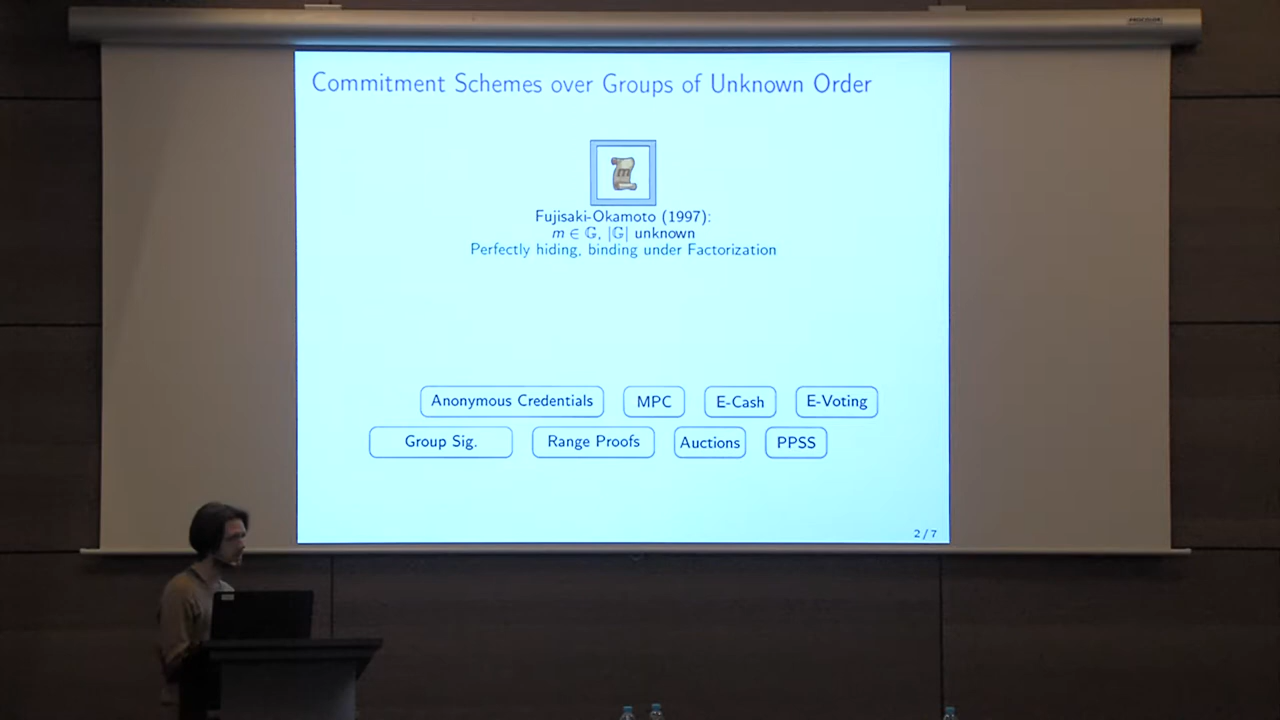 PROCOLOR
Commitment Schemes over Groups of Unknown Order
m
Fujisaki-Okamoto (1997):
m ∈ 𝔾, |𝔾| unknown
Perfectly hiding, binding under Factorization
Anonymous Credentials MPC E-Cash E-Voting
Group Sig. Range Proofs Auctions PPSS
2 / 7